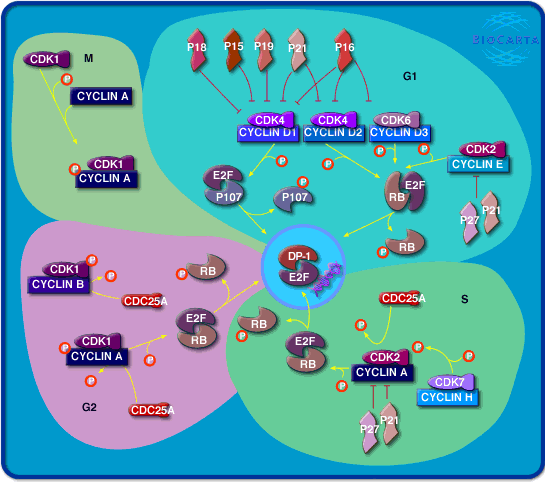 BIOCARTA
P18 P15 P19 P21 P16
G1
M
CDK1
P
CYCLIN A
CDK1
P
CYCLIN A
CDK4
CYCLIN D1
CDK4
CYCLIN D2
CDK6
CYCLIN D3
CDK2
CYCLIN E
P
P
P
P
E2F
P107
P
P107
RB
E2F
P27
P21
P
RB
DP-1
E2F
CDK1
P
CYCLIN B
P
CDC25A
P
RB
E2F
RB
CDK1
P
CYCLIN A
P
P
CDC25A
G2
S
CDC25A
P
RB
P
E2F
RB
CDK2
CYCLIN A
P
P
P
CDK7
CYCLIN H
P27
P21